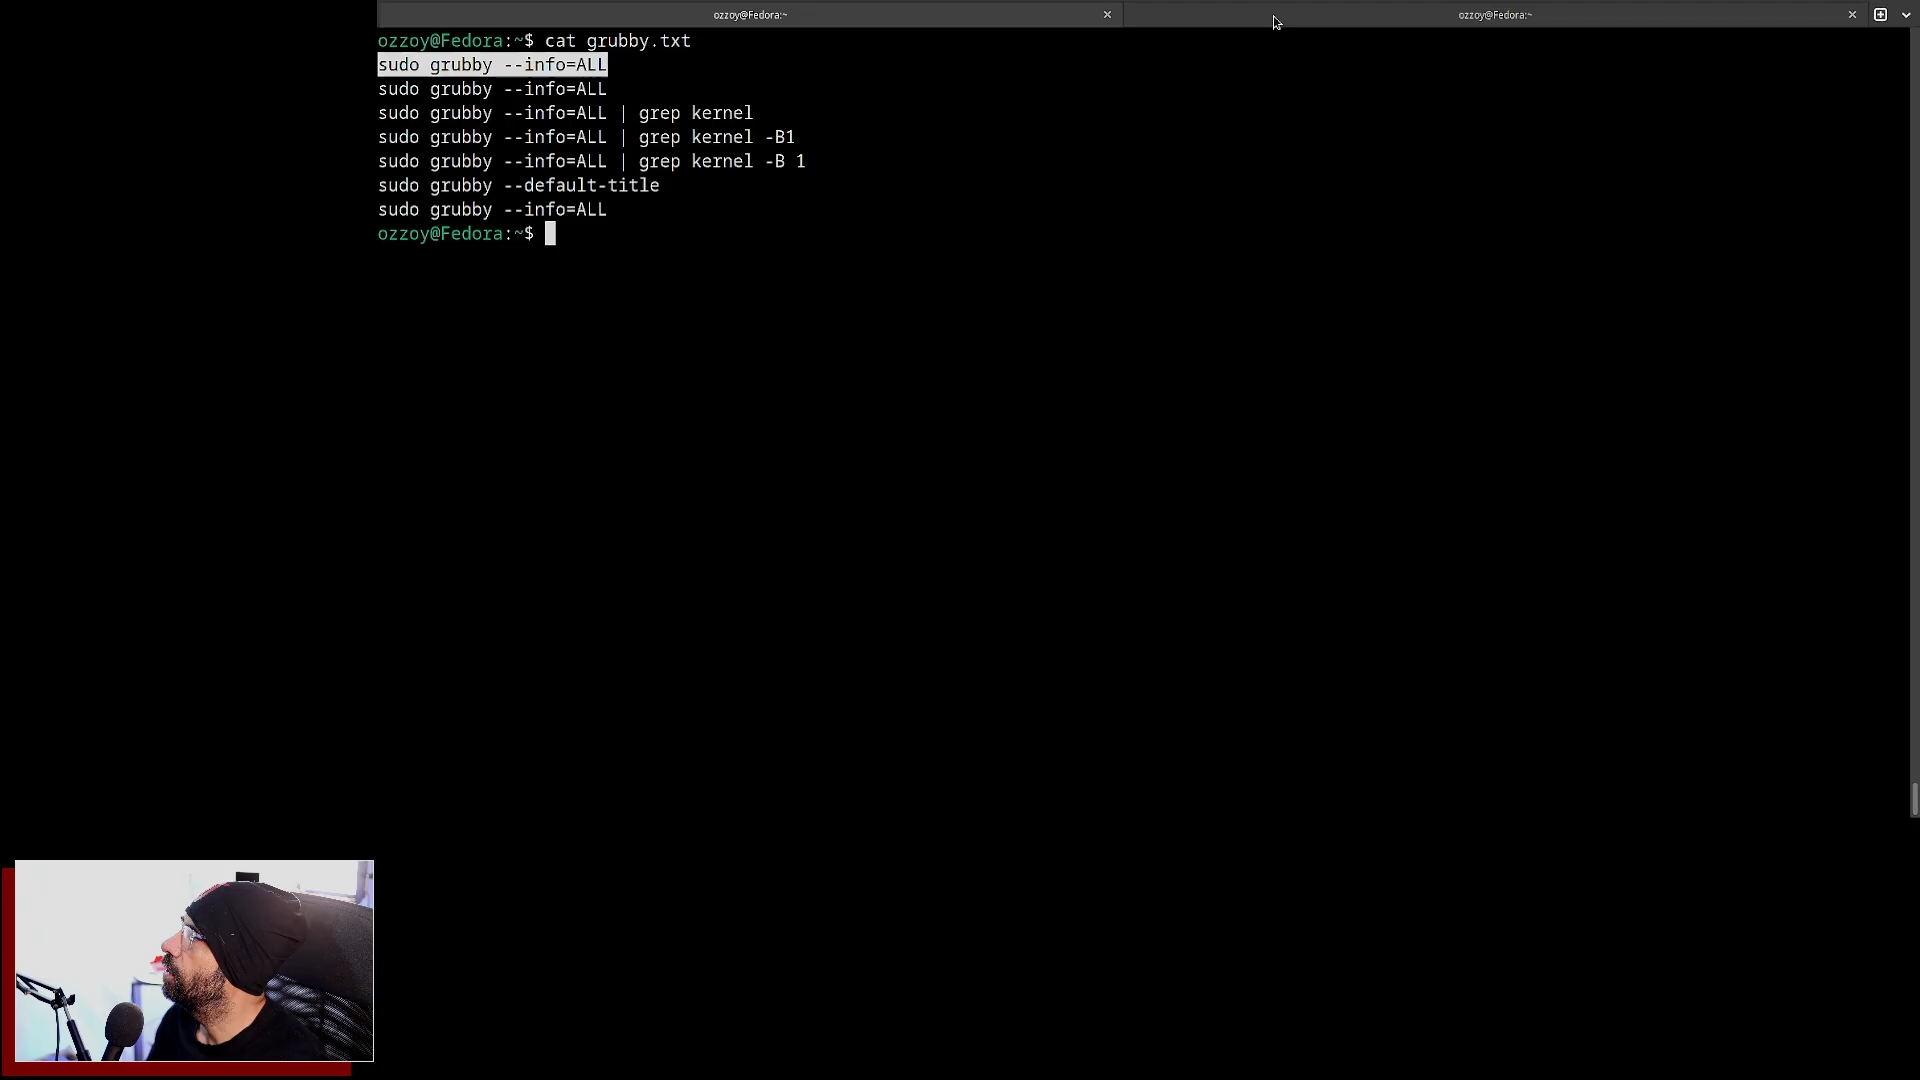 ozzoy@Fedora:~
ozzoy@Fedora:~
ozzoy@Fedora:~$ cat grubby.txt
sudo grubby --info=ALL
sudo grubby --info=ALL
sudo grubby --info=ALL | grep kernel
sudo grubby --info=ALL | grep kernel -B1
sudo grubby --info=ALL | grep kernel -B 1
sudo grubby --default-title
sudo grubby --info=ALL
ozzoy@Fedora:~$